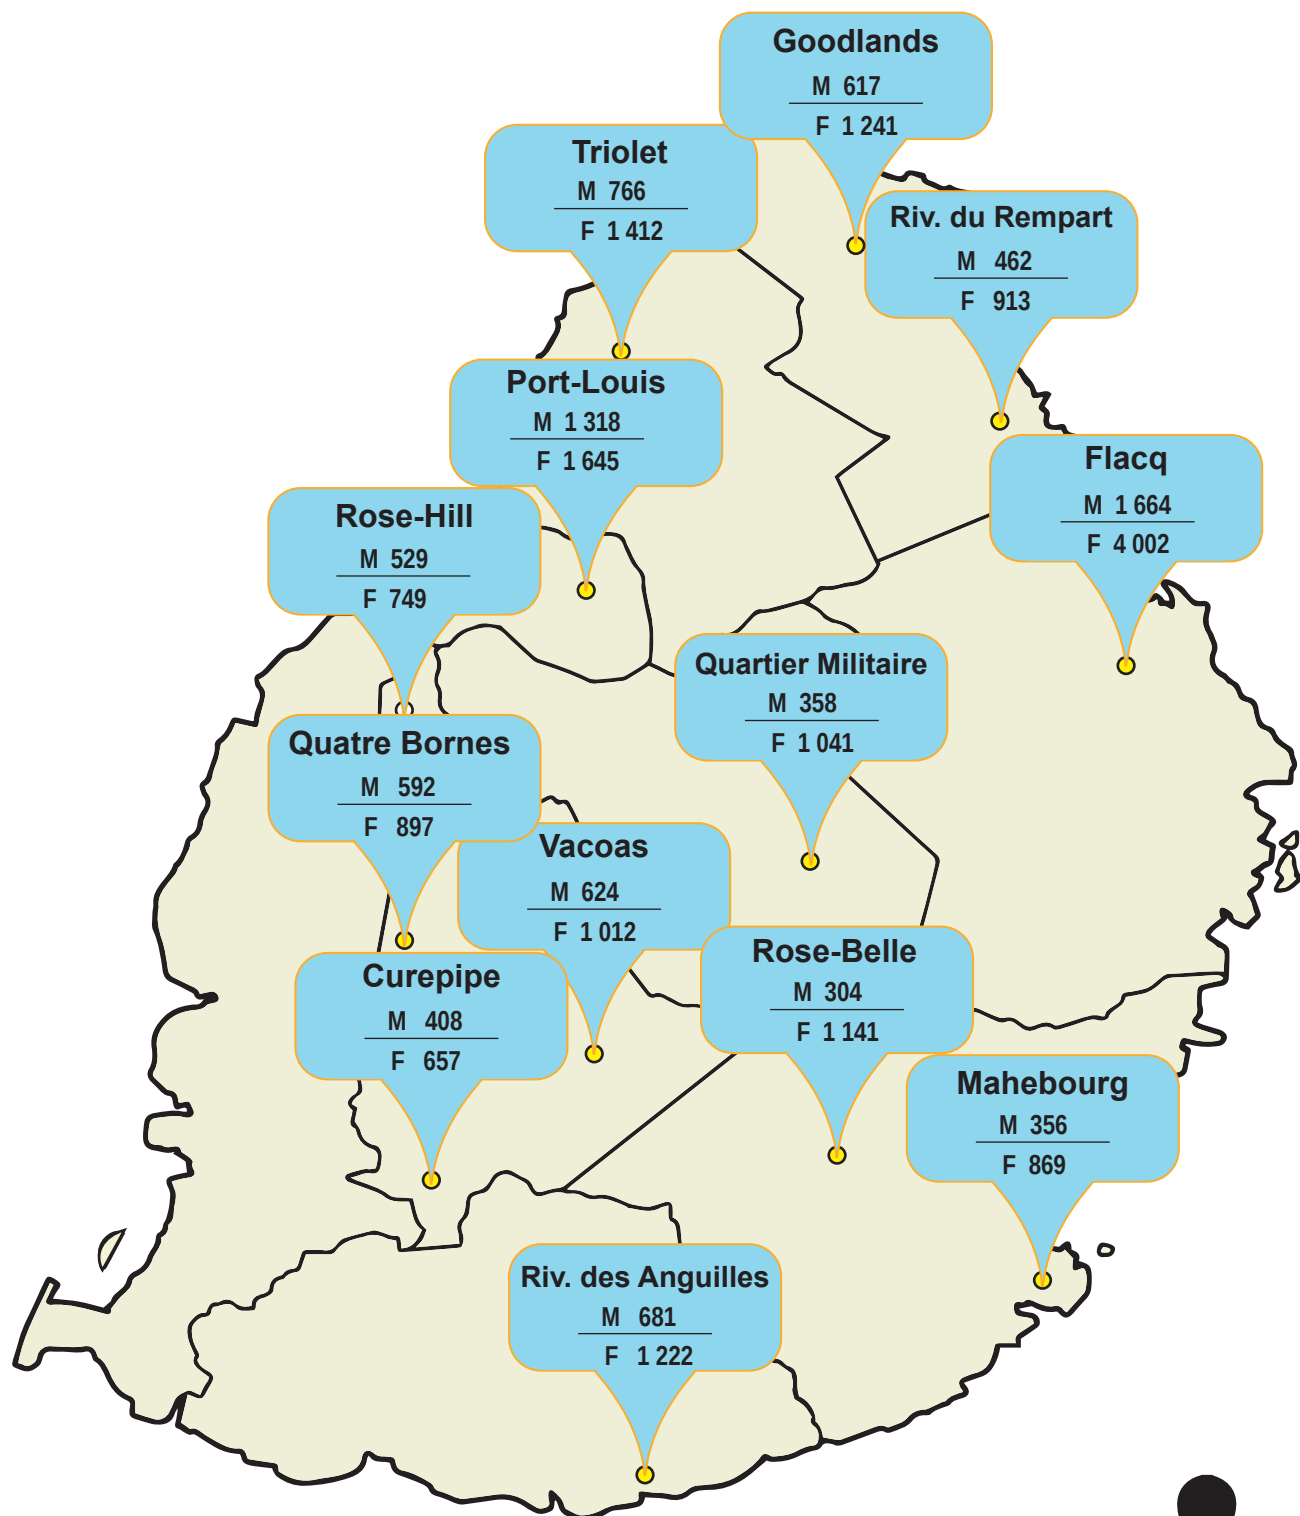 Goodlands
M 617
F 1 241
Triolet
M 766
F 1 412
Riv. du Rempart
M 462
F 913
Port-Louis
M 1 318
F 1 645
Flacq
M 1 664
F 4 002
Rose-Hill
M 529
F 749
Quartier Militaire
M 358
F 1 041
Quatre Bornes
M 592
F 897
Vacoas
M 624
F 1 012
Rose-Belle
M 304
F 1 141
Curepipe
M 408
F 657
Mahebourg
M 356
F 869
Riv. des Anguilles
M 681
F 1 222